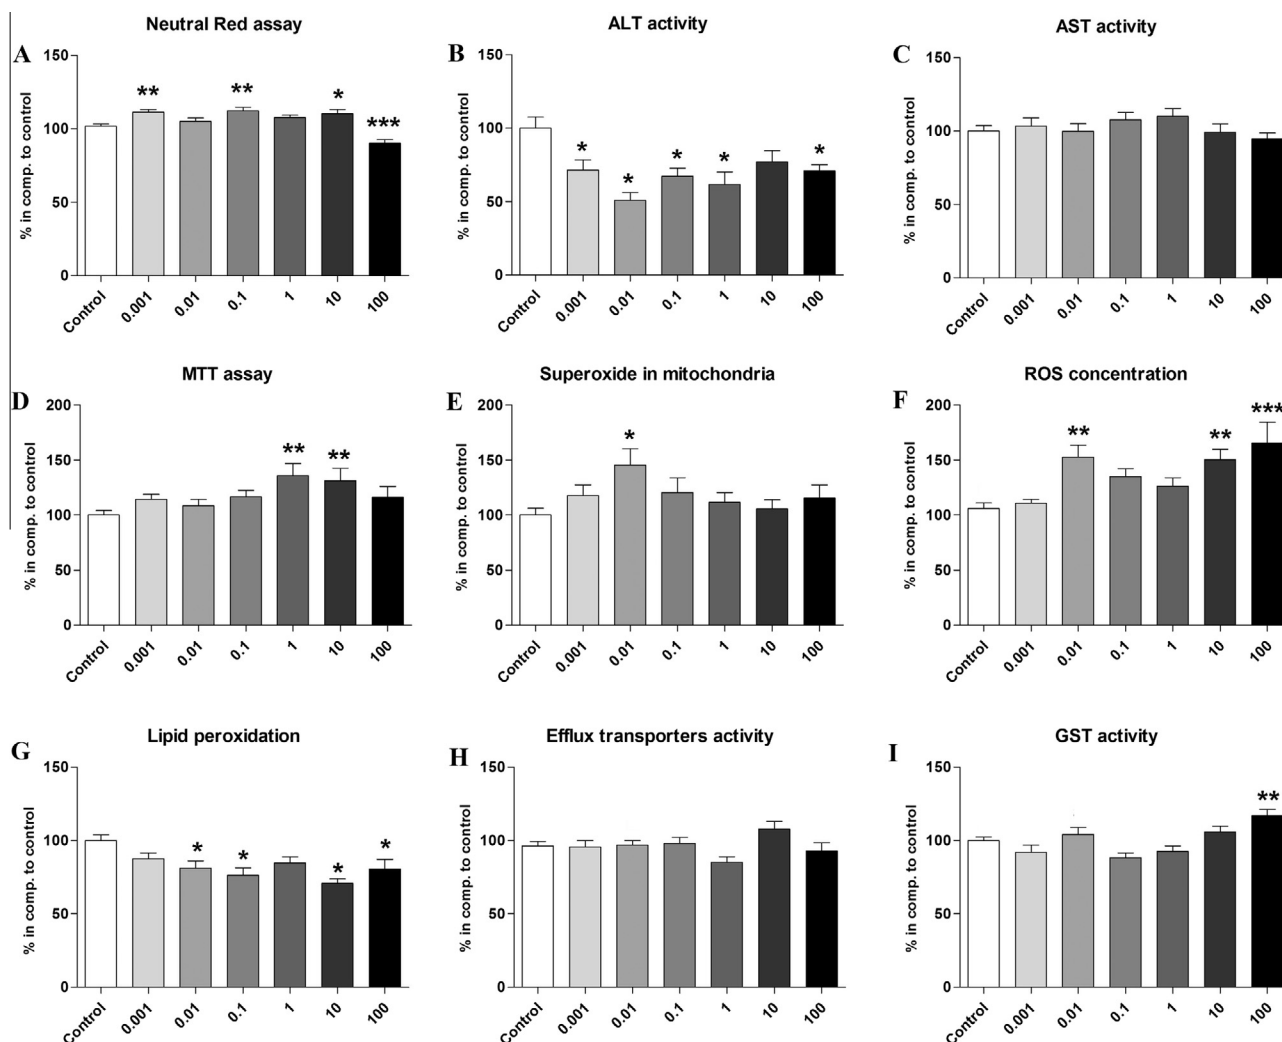 Neutral Red assay
A
% in comp. to control
150
** ** *
100
***
50
0
Control 0.001 0.01 0.1 1 10 100
ALT activity
B
% in comp. to control
150
100
* * * * *
50
0
Control 0.001 0.01 0.1 1 10 100
AST activity
C
% in comp. to control
150
100
50
0
Control 0.001 0.01 0.1 1 10 100
MTT assay
D
% in comp. to control
200
150
** **
100
50
0
Control 0.001 0.01 0.1 1 10 100
Superoxide in mitochondria
E
% in comp. to control
200
*
150
100
50
0
Control 0.001 0.01 0.1 1 10 100
ROS concentration
F
% in comp. to control
200
** ** ***
150
100
50
0
Control 0.001 0.01 0.1 1 10 100
Lipid peroxidation
G
% in comp. to control
150
100
* * * *
50
0
Control 0.001 0.01 0.1 1 10 100
Efflux transporters activity
H
% in comp. to control
150
100
50
0
Control 0.001 0.01 0.1 1 10 100
GST activity
I
% in comp. to control
150
**
100
50
0
Control 0.001 0.01 0.1 1 10 100